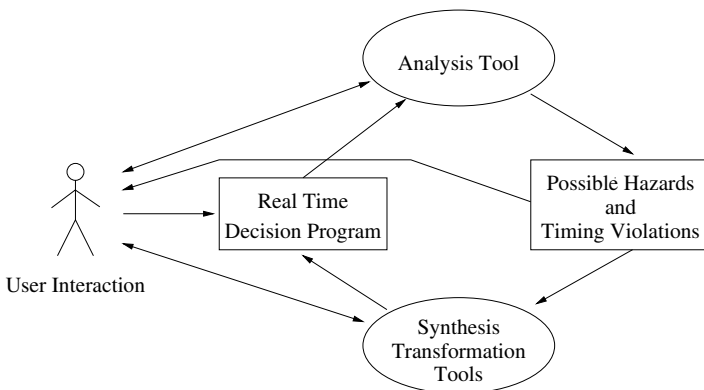 Analysis Tool
Real Time
Decision Program
Possible Hazards
and
Timing Violations
User Interaction
Synthesis
Transformation
Tools